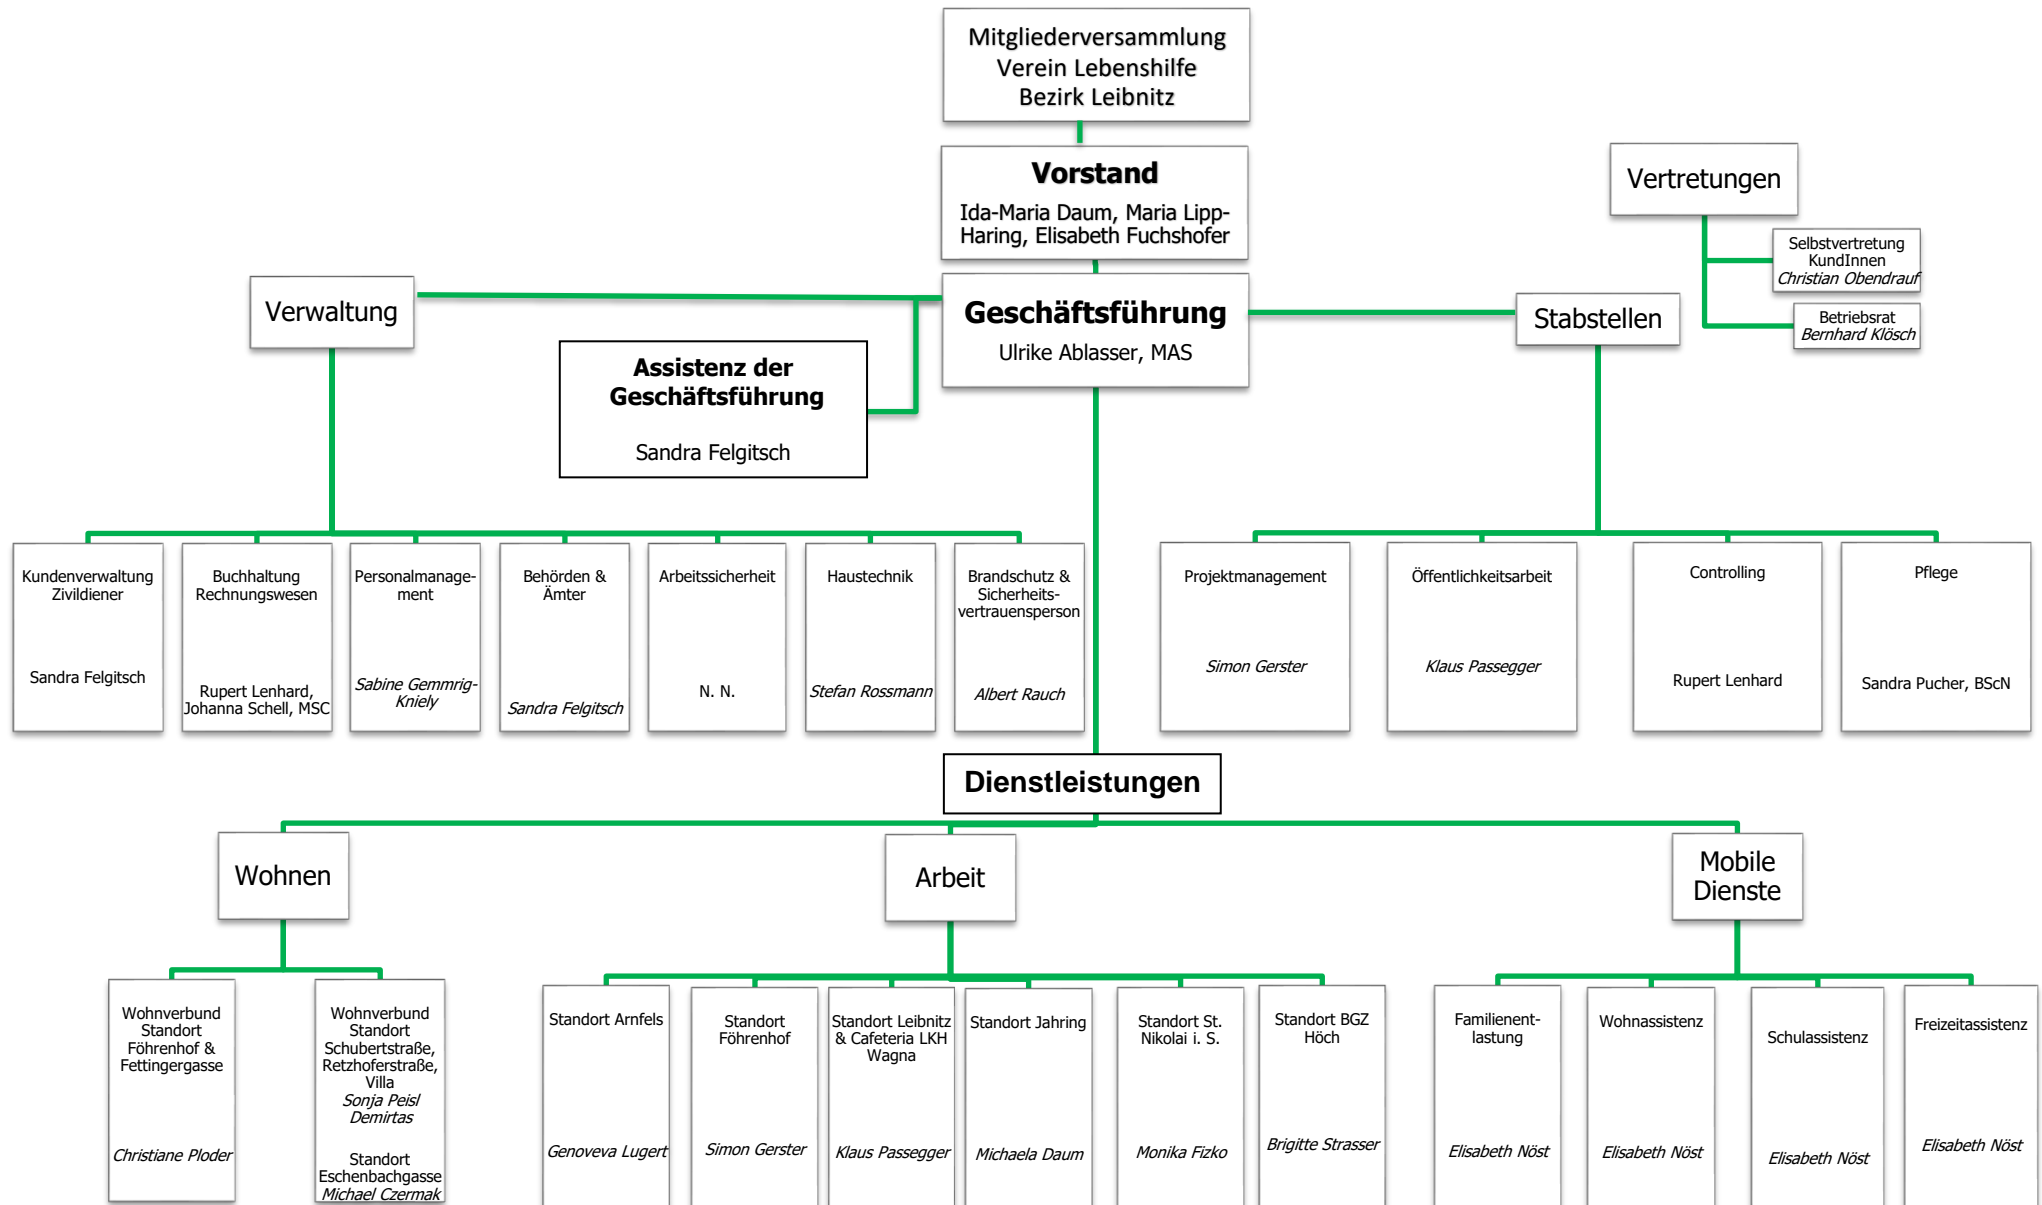 Mitgliederversammlung
Verein Lebenshilfe
Bezirk Leibnitz
Vorstand
Ida-Maria Daum, Maria Lipp-
Haring, Elisabeth Fuchshofer
Vertretungen
Selbstvertretung
KundInnen
Christian Obendrauf
Betriebsrat
Bernhard Klösch
Verwaltung
Geschäftsführung
Ulrike Ablasser, MAS
Stabstellen
Assistenz der
Geschäftsführung
Sandra Felgitsch
Kundenverwaltung
Zivildiener
Sandra Felgitsch
Buchhaltung
Rechnungswesen
Rupert Lenhard,
Johanna Schell, MSC
Personalmanage-
ment
Sabine Gemmrig-
Kniely
Behörden &
Ämter
Sandra Felgitsch
Arbeitssicherheit
N. N.
Haustechnik
Stefan Rossmann
Brandschutz &
Sicherheits-
vertrauensperson
Albert Rauch
Projektmanagement
Simon Gerster
Öffentlichkeitsarbeit
Klaus Passegger
Controlling
Rupert Lenhard
Pflege
Sandra Pucher, BScN
Dienstleistungen
Wohnen
Arbeit
Mobile
Dienste
Wohnverbund
Standort
Föhrenhof &
Fettingergasse
Christiane Ploder
Wohnverbund
Standort
Schubertstraße,
Retzhoferstraße,
Villa
Sonja Peisl
Demirtas
Standort
Eschenbachgasse
Michael Czermak
Standort Arnfels
Genoveva Lugert
Standort
Föhrenhof
Simon Gerster
Standort Leibnitz
& Cafeteria LKH
Wagna
Klaus Passegger
Standort Jahring
Michaela Daum
Standort St.
Nikolai i. S.
Monika Fizko
Standort BGZ
Höch
Brigitte Strasser
Familienent-
lastung
Elisabeth Nöst
Wohnassistenz
Elisabeth Nöst
Schulassistenz
Elisabeth Nöst
Freizeitassistenz
Elisabeth Nöst